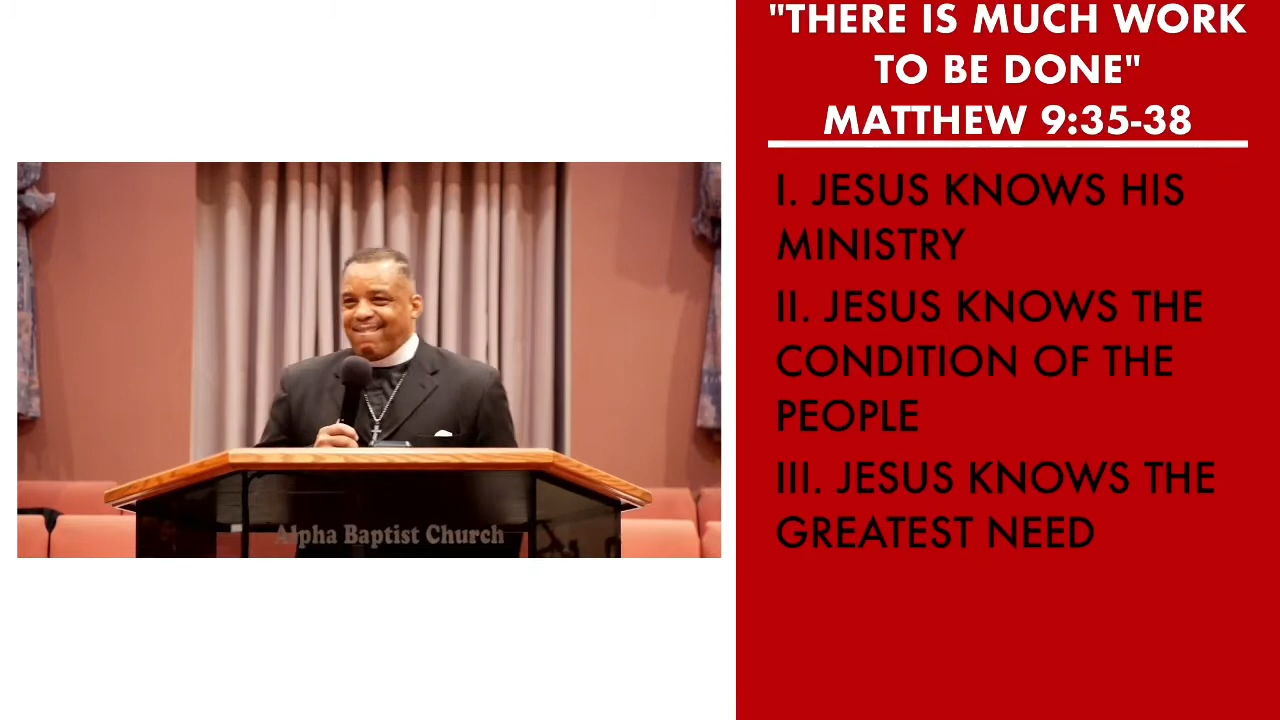 "THERE IS MUCH WORK
TO BE DONE"
MATTHEW 9:35-38
I. JESUS KNOWS HIS
MINISTRY
II. JESUS KNOWS THE
CONDITION OF THE
PEOPLE
III. JESUS KNOWS THE
GREATEST NEED
Alpha Baptist Church